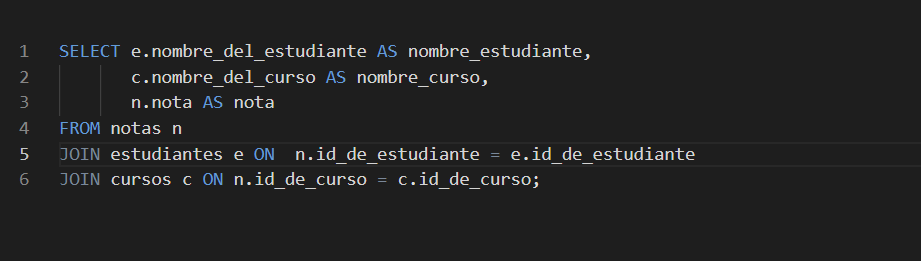 1 SELECT e.nombre_del_estudiante AS nombre_estudiante,
2 c.nombre_del_curso AS nombre_curso,
3 n.nota AS nota
4 FROM notas n
5 JOIN estudiantes e ON  n.id_de_estudiante = e.id_de_estudiante
6 JOIN cursos c ON n.id_de_curso = c.id_de_curso;